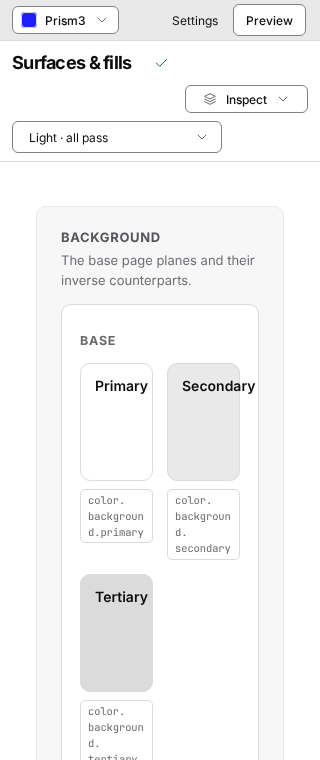 Prism3
Settings
Preview
Surfaces & fills
Inspect
Light · all pass
BACKGROUND
The base page planes and their
inverse counterparts.
BASE
Primary
Secondary
color.
backgroun
d.primary
color.
backgroun
d.
secondary
Tertiary
color.
backgroun
d.
tertiary